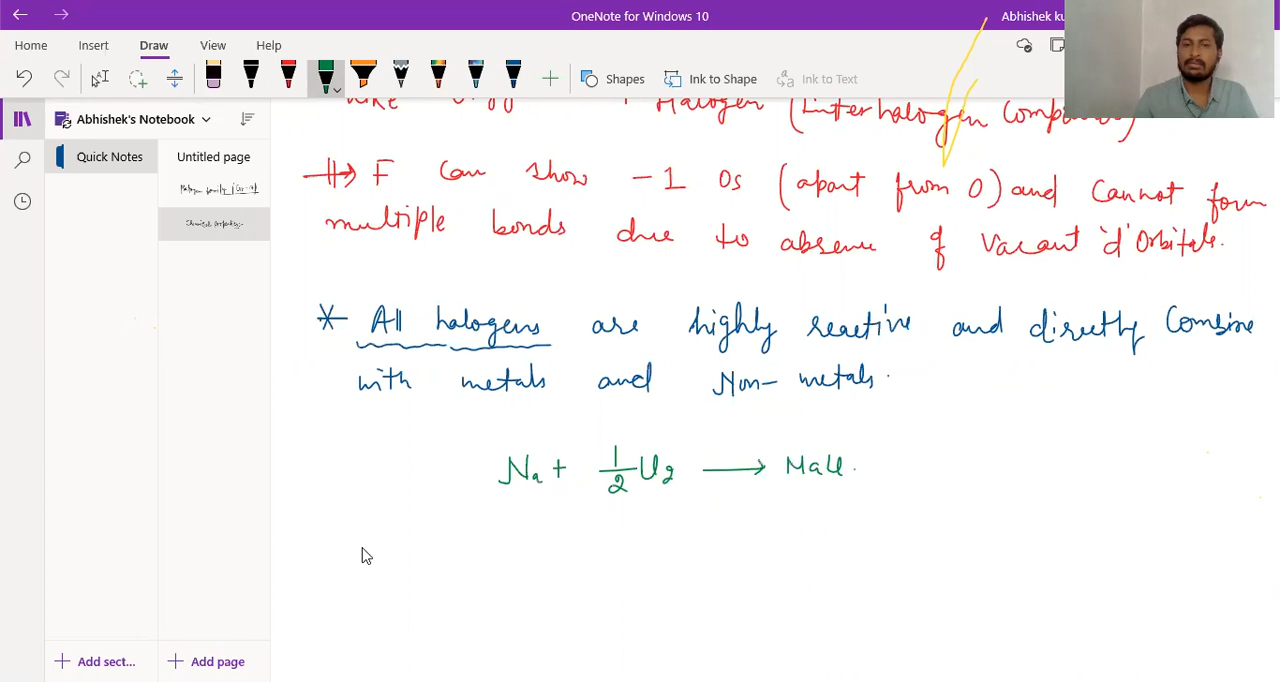 OneNote for Windows 10
Abhishek ku
Home Insert Draw View Help
Shapes Ink to Shape Ink to Text
Abhishek's Notebook
Quick Notes
Untitled page
Halogen (Interhalogen
F can show -1 OS (apart from 0) and cannot form
multiple bonds due to absence of vacant 'd' Orbitals.
* All halogens are highly reactive and directly Combine
with metals and Non-metals.
Na + 1/2 Cl2 → NaCl.
Add sect...
Add page